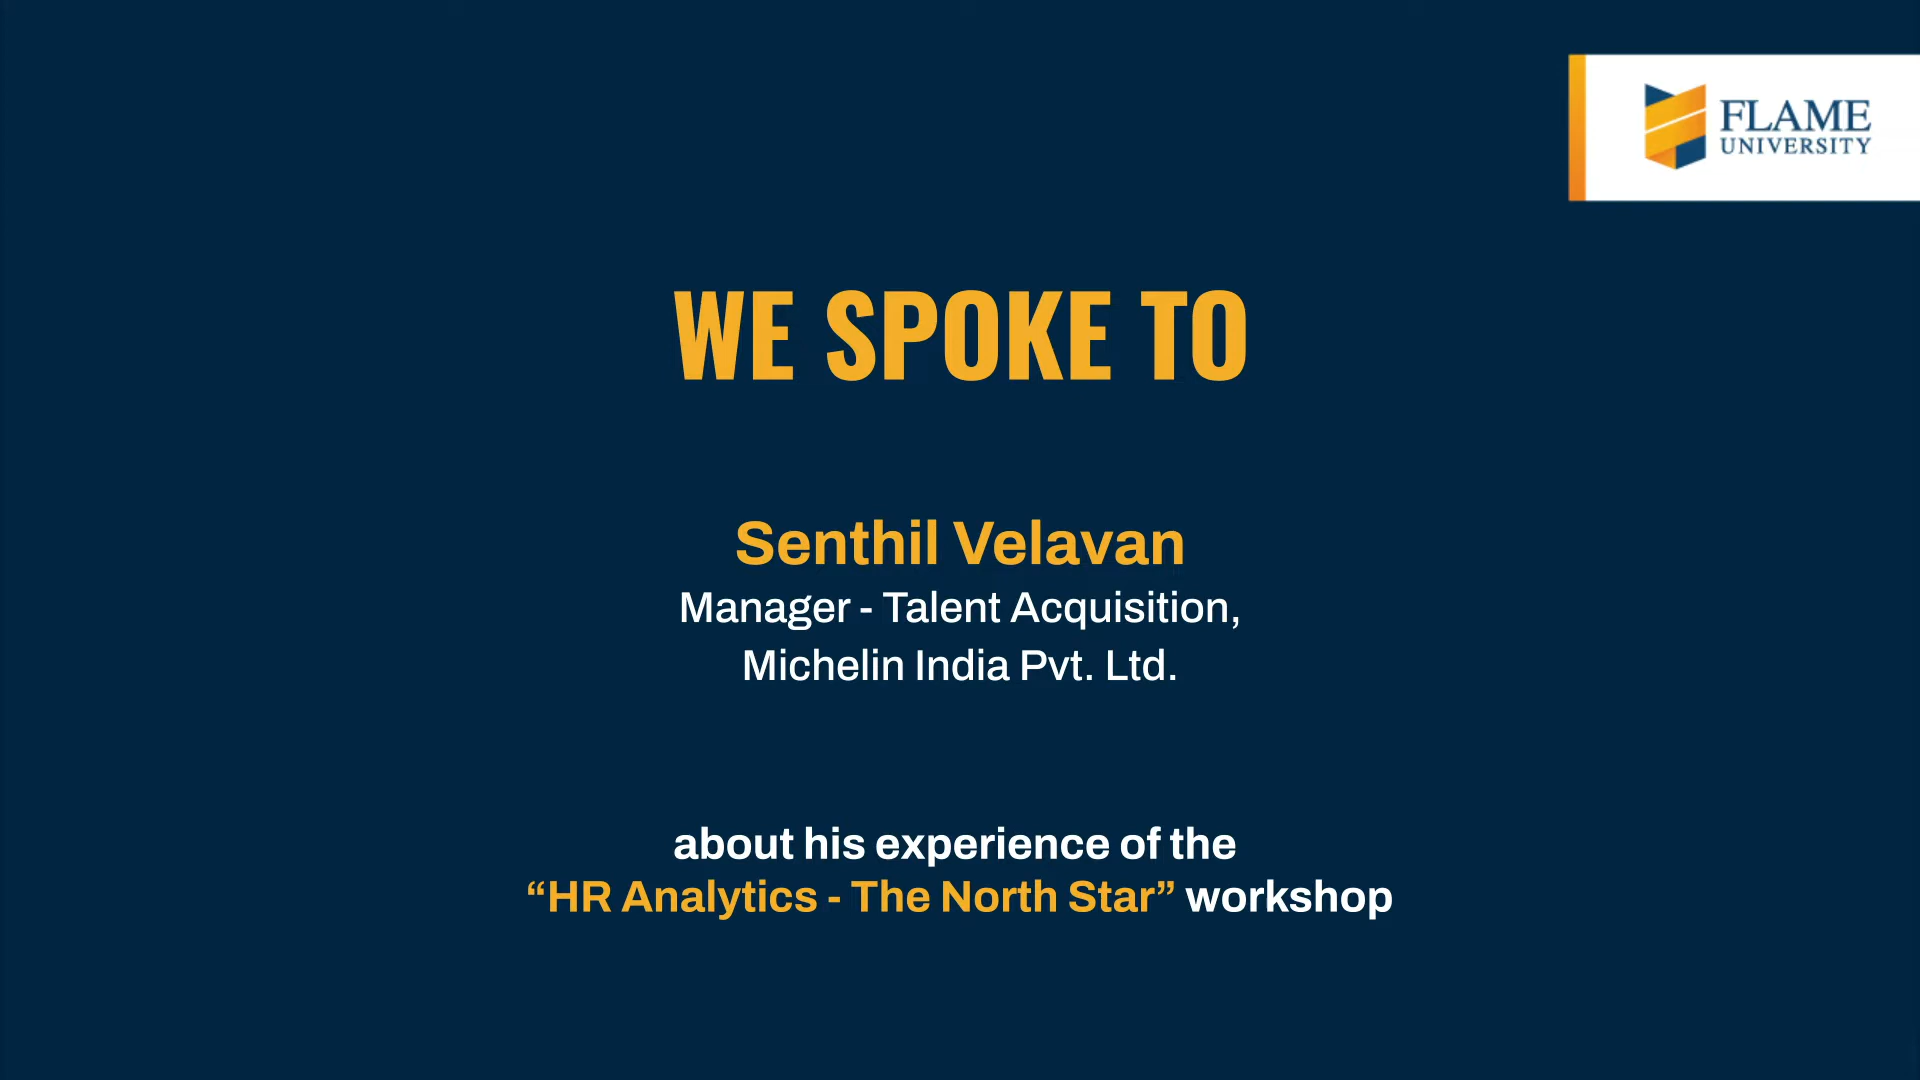 FLAME
UNIVERSITY
WE SPOKE TO
Senthil Velavan
Manager - Talent Acquisition,
Michelin India Pvt. Ltd.
about his experience of the
“HR Analytics - The North Star” workshop